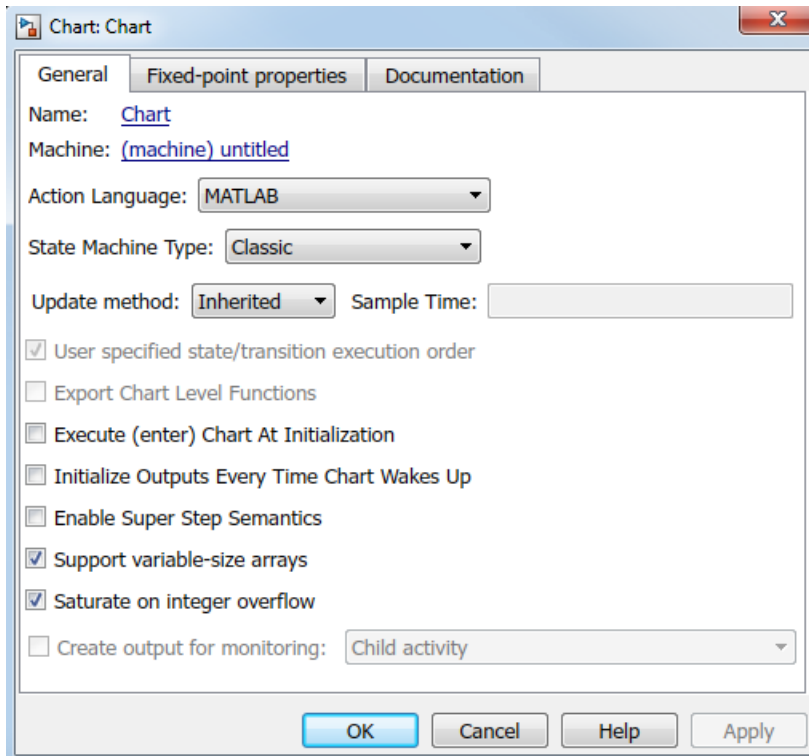 Chart: Chart
General Fixed-point properties Documentation
Name: Chart
Machine: (machine) untitled
Action Language: MATLAB
State Machine Type: Classic
Update method: Inherited Sample Time:
User specified state/transition execution order
Export Chart Level Functions
Execute (enter) Chart At Initialization
Initialize Outputs Every Time Chart Wakes Up
Enable Super Step Semantics
Support variable-size arrays
Saturate on integer overflow
Create output for monitoring: Child activity
OK Cancel Help Apply